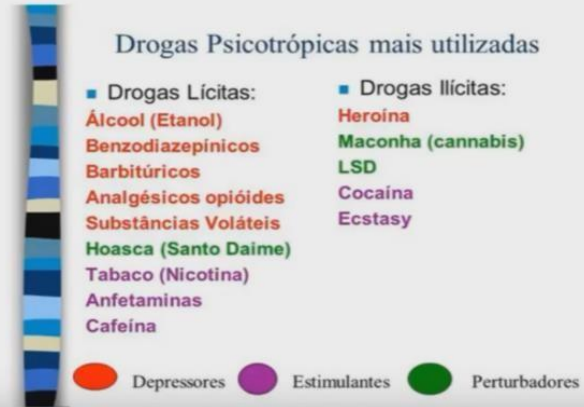 Drogas Psicotrópicas mais utilizadas
Drogas Lícitas:
Álcool (Etanol)
Benzodiazepínicos
Barbitúricos
Analgésicos opióides
Substâncias Voláteis
Hoasca (Santo Daime)
Tabaco (Nicotina)
Anfetaminas
Cafeína
Drogas Ilícitas:
Heroína
Maconha (cannabis)
LSD
Cocaína
Ecstasy
Depressores
Estimulantes
Perturbadores